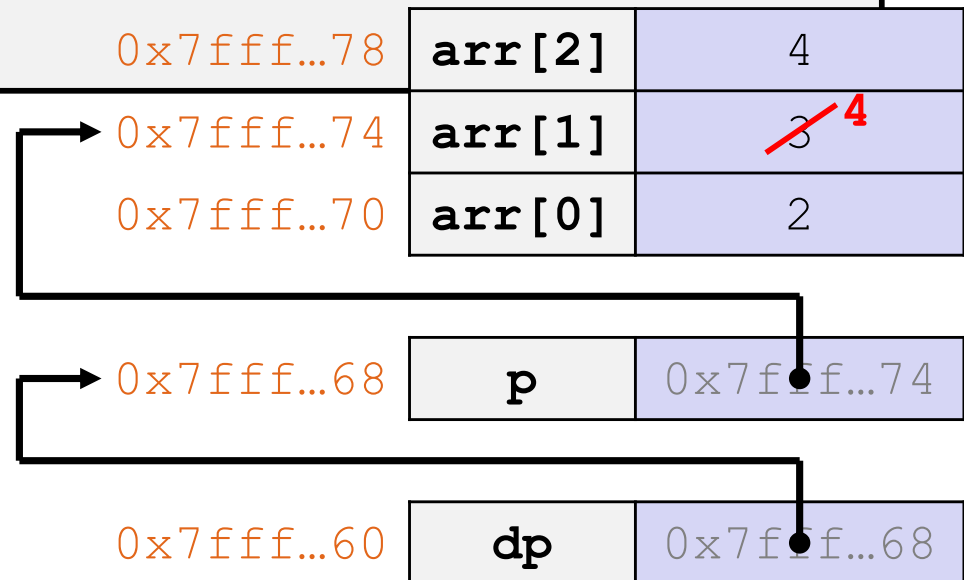 0x7fff…78 arr[2] 4
0x7fff…74 arr[1] 3 4
0x7fff…70 arr[0] 2
0x7fff…68 p 0x7fff…74
0x7fff…60 dp 0x7fff…68